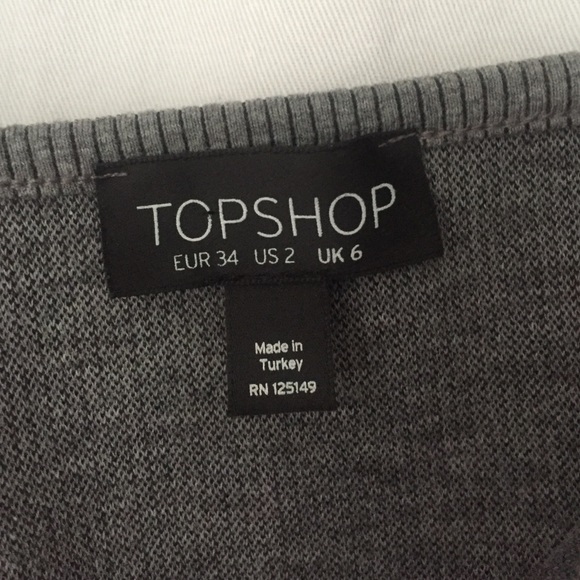 TOPSHOP
EUR 34 US 2 UK 6
Made in
Turkey
RN 125149